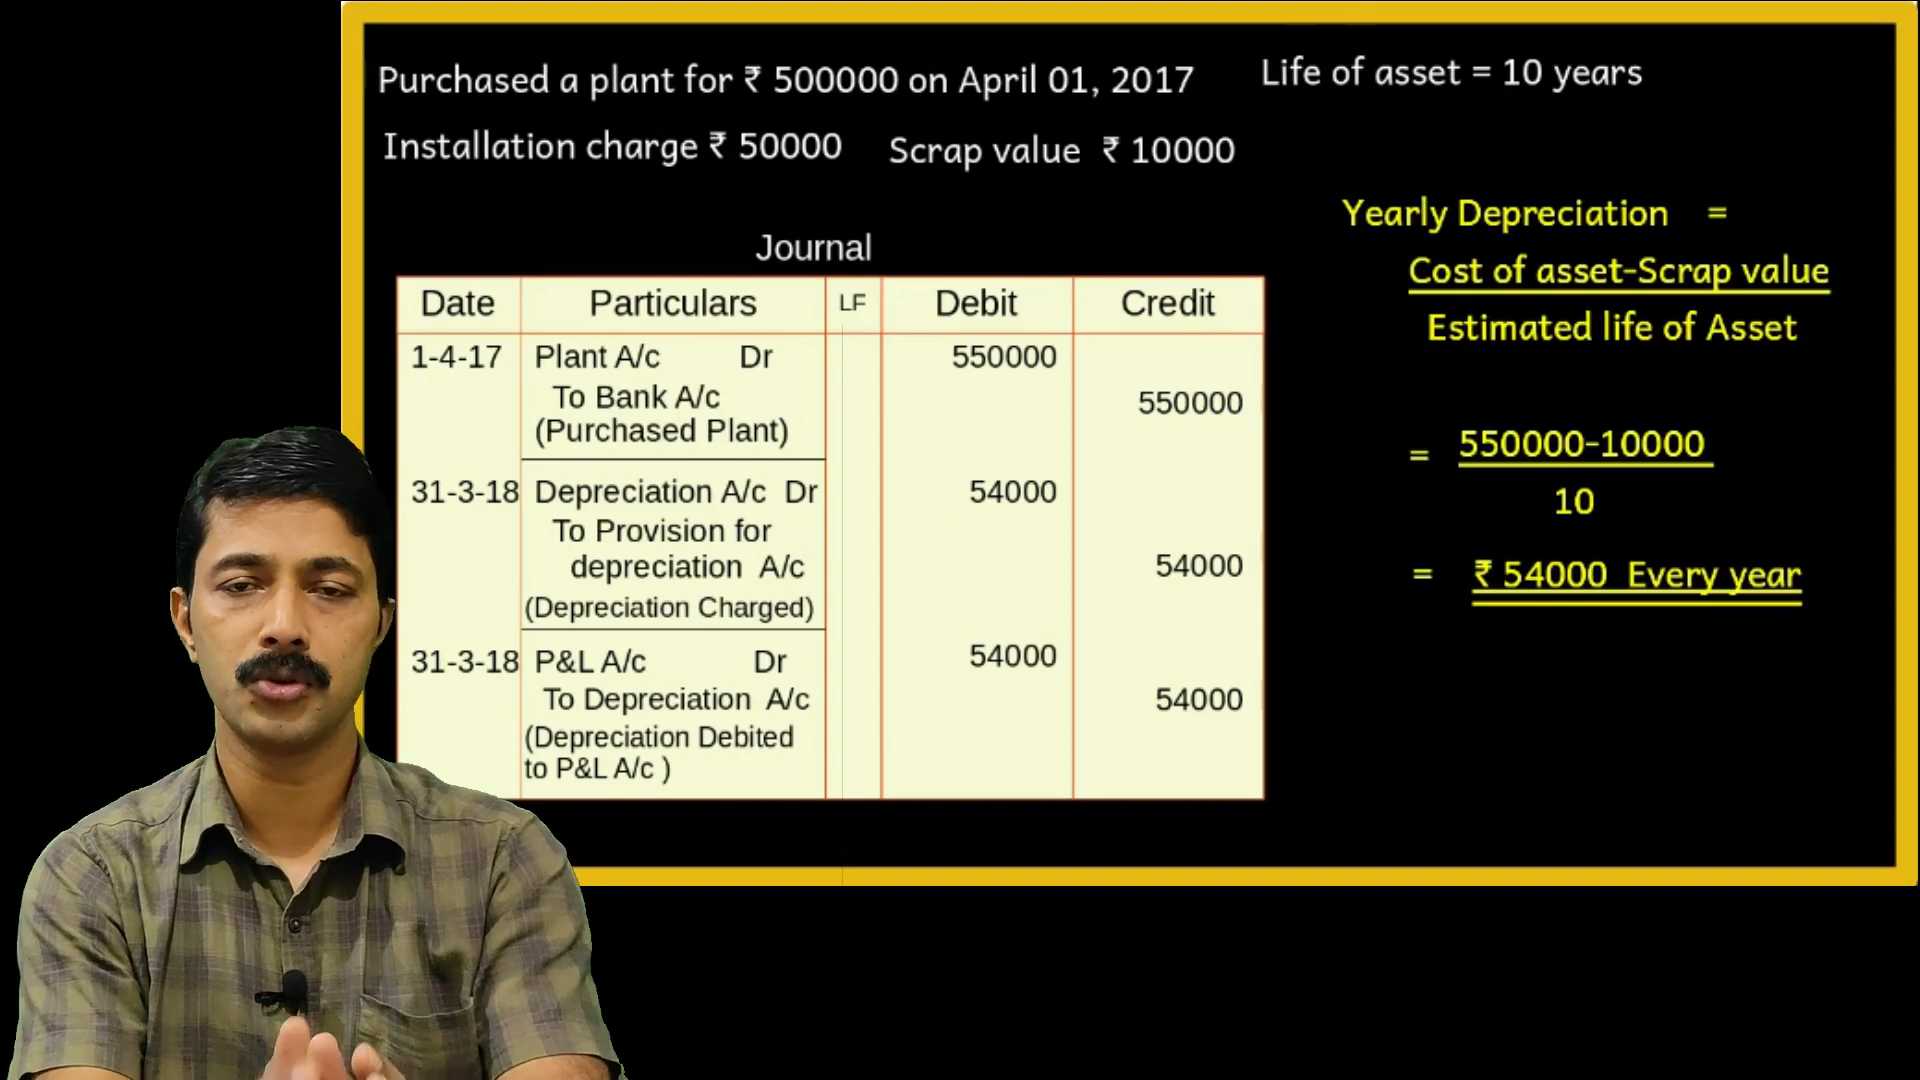 Purchased a plant for ₹ 500000 on April 01, 2017
Life of asset = 10 years
Installation charge ₹ 50000
Scrap value ₹ 10000
Journal
Date Particulars LF Debit Credit
1-4-17 Plant A/c Dr 550000
To Bank A/c 550000
(Purchased Plant)
31-3-18 Depreciation A/c Dr 54000
To Provision for
depreciation A/c 54000
(Depreciation Charged)
31-3-18 P&L A/c Dr 54000
To Depreciation A/c 54000
(Depreciation Debited
to P&L A/c )
Yearly Depreciation =
Cost of asset-Scrap value
Estimated life of Asset
= 550000-10000
10
= ₹ 54000 Every year